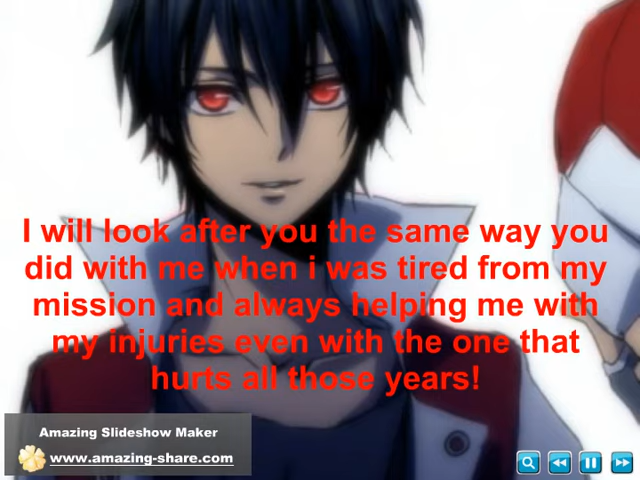 I will look after you the same way you
did with me when i was tired from my
mission and always helping me with
my injuries even with the one that
hurts all those years!
Amazing Slideshow Maker
www.amazing-share.com